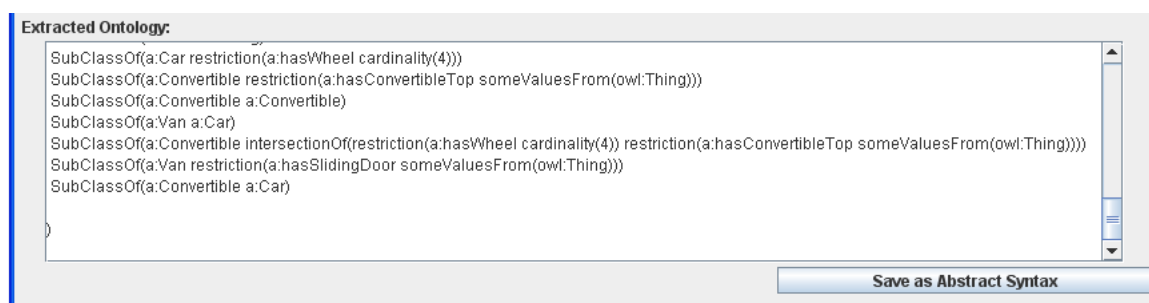 Extracted Ontology:
SubClassOf(a:Car restriction(a:hasWheel cardinality(4)))
SubClassOf(a:Convertible restriction(a:hasConvertibleTop someValuesFrom(owl:Thing)))
SubClassOf(a:Convertible a:Convertible)
SubClassOf(a:Van a:Car)
SubClassOf(a:Convertible intersectionOf(restriction(a:hasWheel cardinality(4)) restriction(a:hasConvertibleTop someValuesFrom(owl:Thing))))
SubClassOf(a:Van restriction(a:hasSlidingDoor someValuesFrom(owl:Thing)))
SubClassOf(a:Convertible a:Car)
)
Save as Abstract Syntax